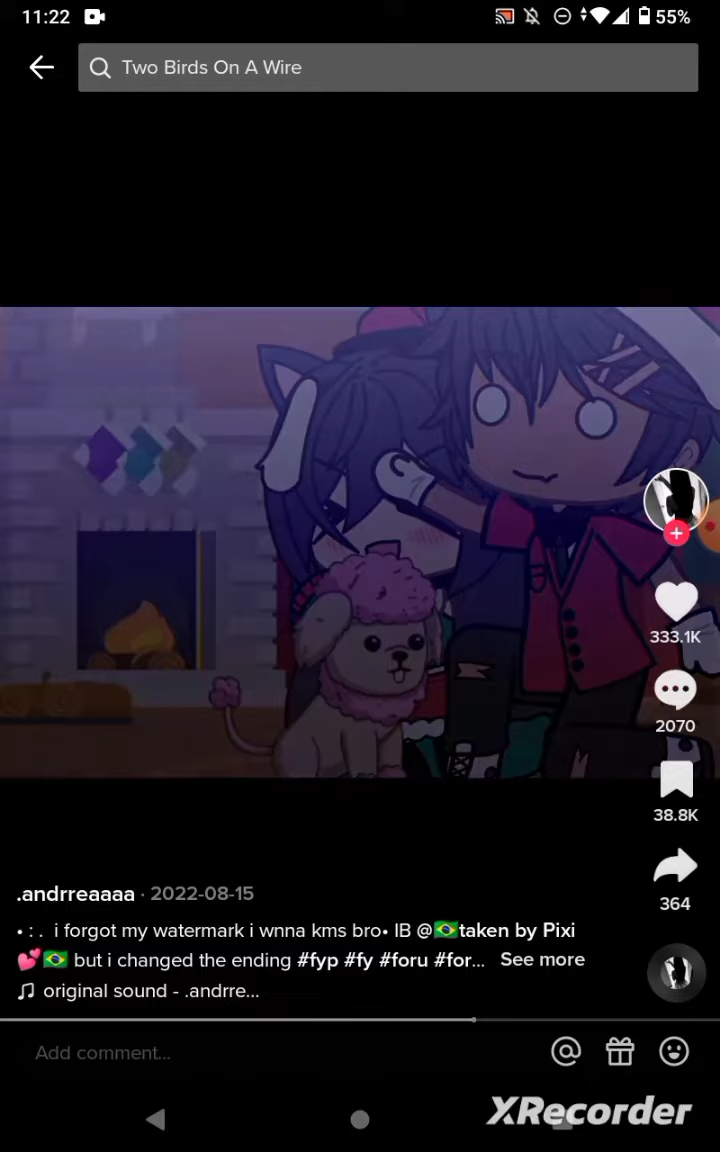 11:22
55%
Two Birds On A Wire
333.1K
2070
38.8K
364
.andrreaaaa · 2022-08-15
• : .  i forgot my watermark i wnna kms bro• IB @🇧🇷taken by Pixi
💕🇧🇷 but i changed the ending #fyp #fy #foru #for... See more
♫ original sound - .andrre...
Add comment...
XRecorder